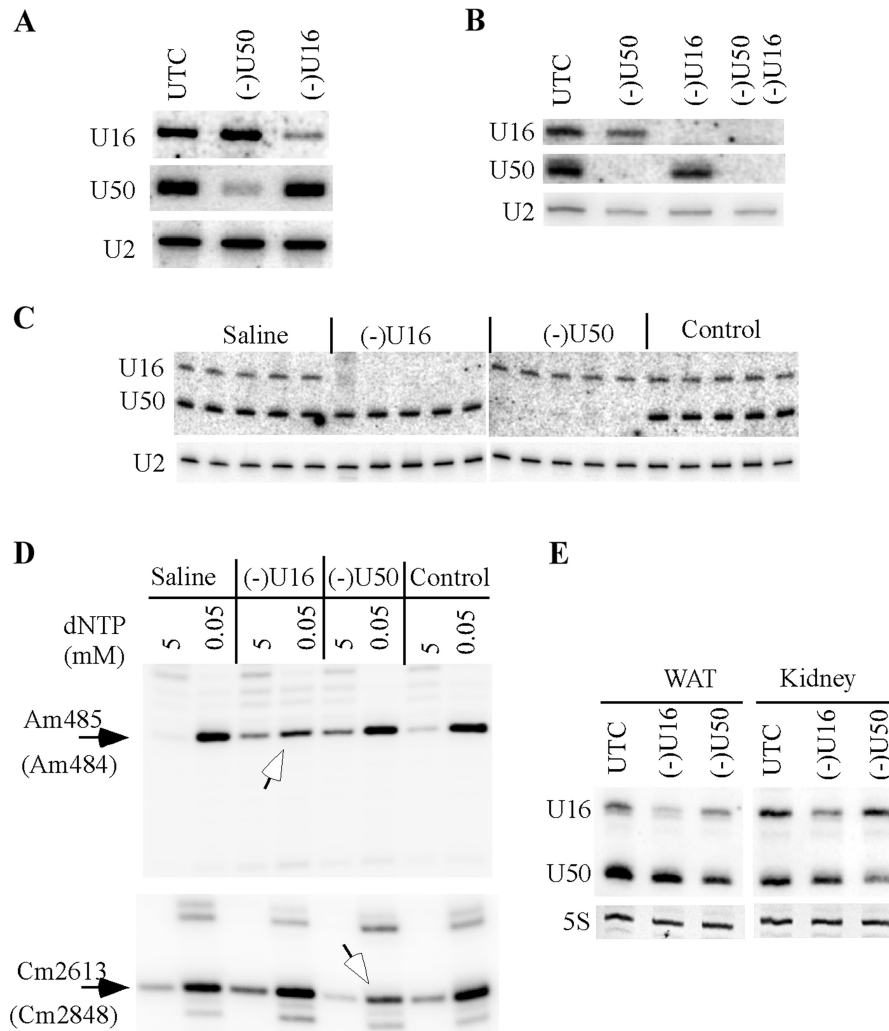 A
UTC
(-)U50
(-)U16
U16
U50
U2
B
UTC
(-)U50
(-)U16
(-)U50
(-)U16
U16
U50
U2
C
Saline
(-)U16
(-)U50
Control
U16
U50
U2
D
Saline
(-)U16
(-)U50
Control
dNTP
(mM)
5
0.05
5
0.05
5
0.05
5
0.05
Am485
(Am484)
Cm2613
(Cm2848)
E
WAT
Kidney
UTC
(-)U16
(-)U50
UTC
(-)U16
(-)U50
U16
U50
5S